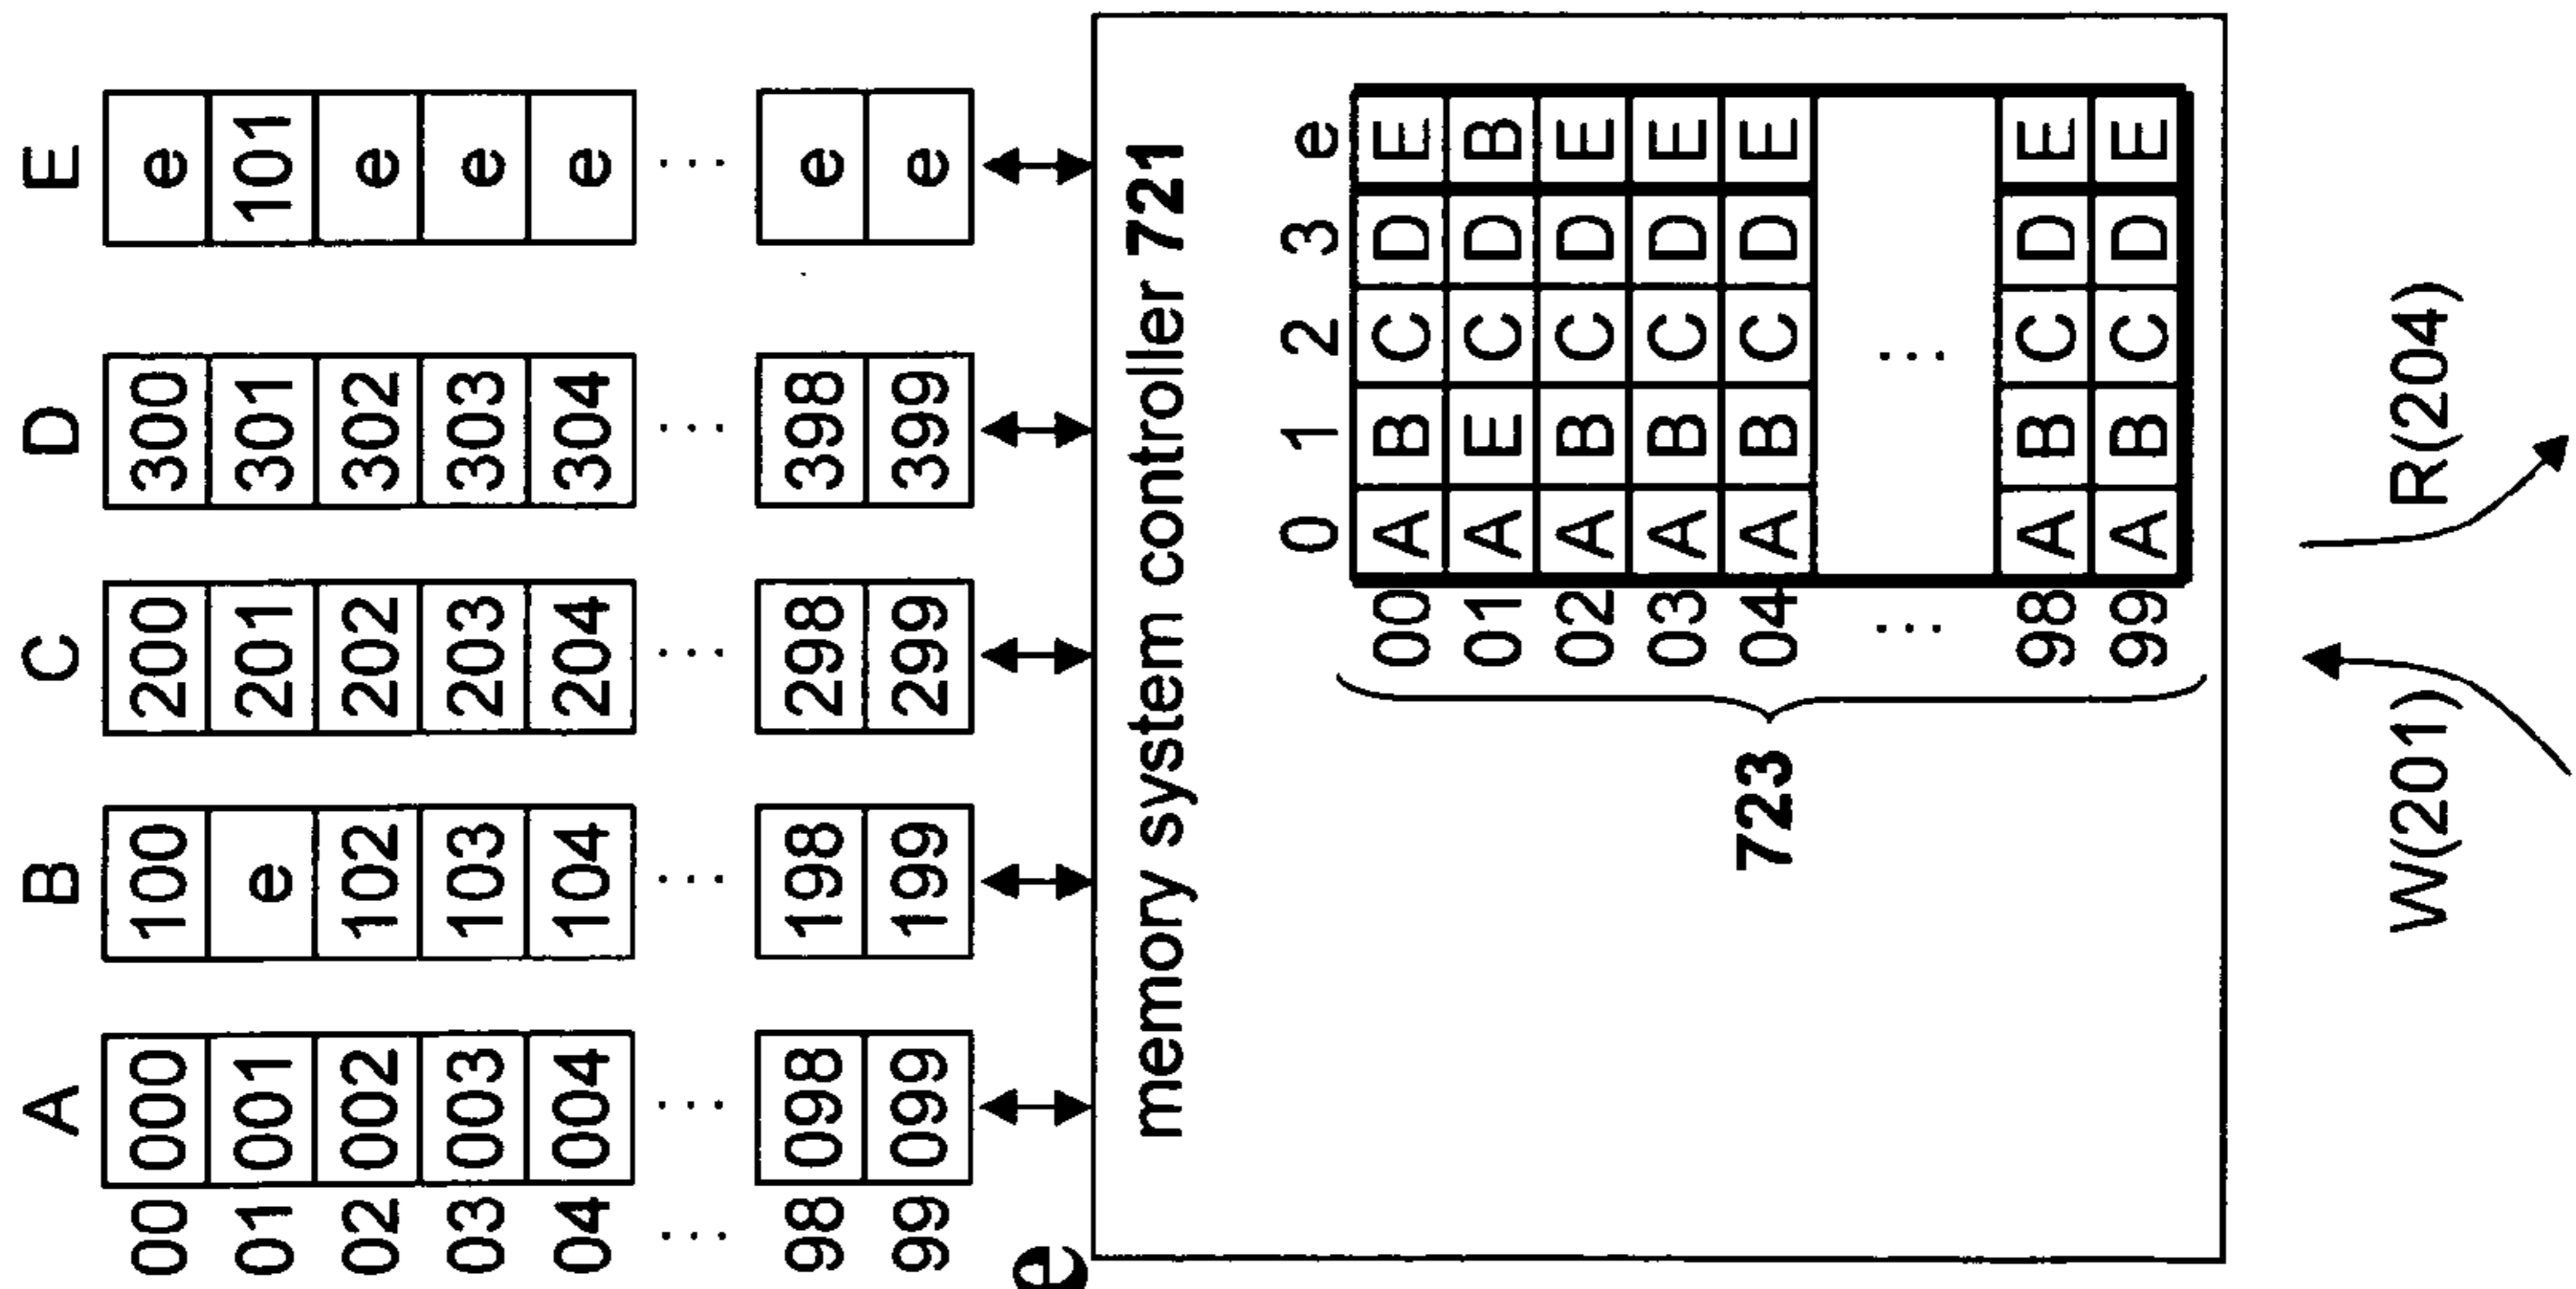 A B C D E
00 000 100 200 300 e
01 001 e 201 301 101
02 002 102 202 302 e
03 003 103 203 303 e
04 004 104 204 304 e
... ... ... ... ... ...
98 098 198 298 398 e
99 099 199 299 399 e
e
memory system controller 721
0 1 2 3 e
00 A B C D E
01 A E C D B
02 A B C D E
03 A B C D E
723 04 A B C D E
... ...
98 A B C D E
99 A B C D E
W(201) R(204)